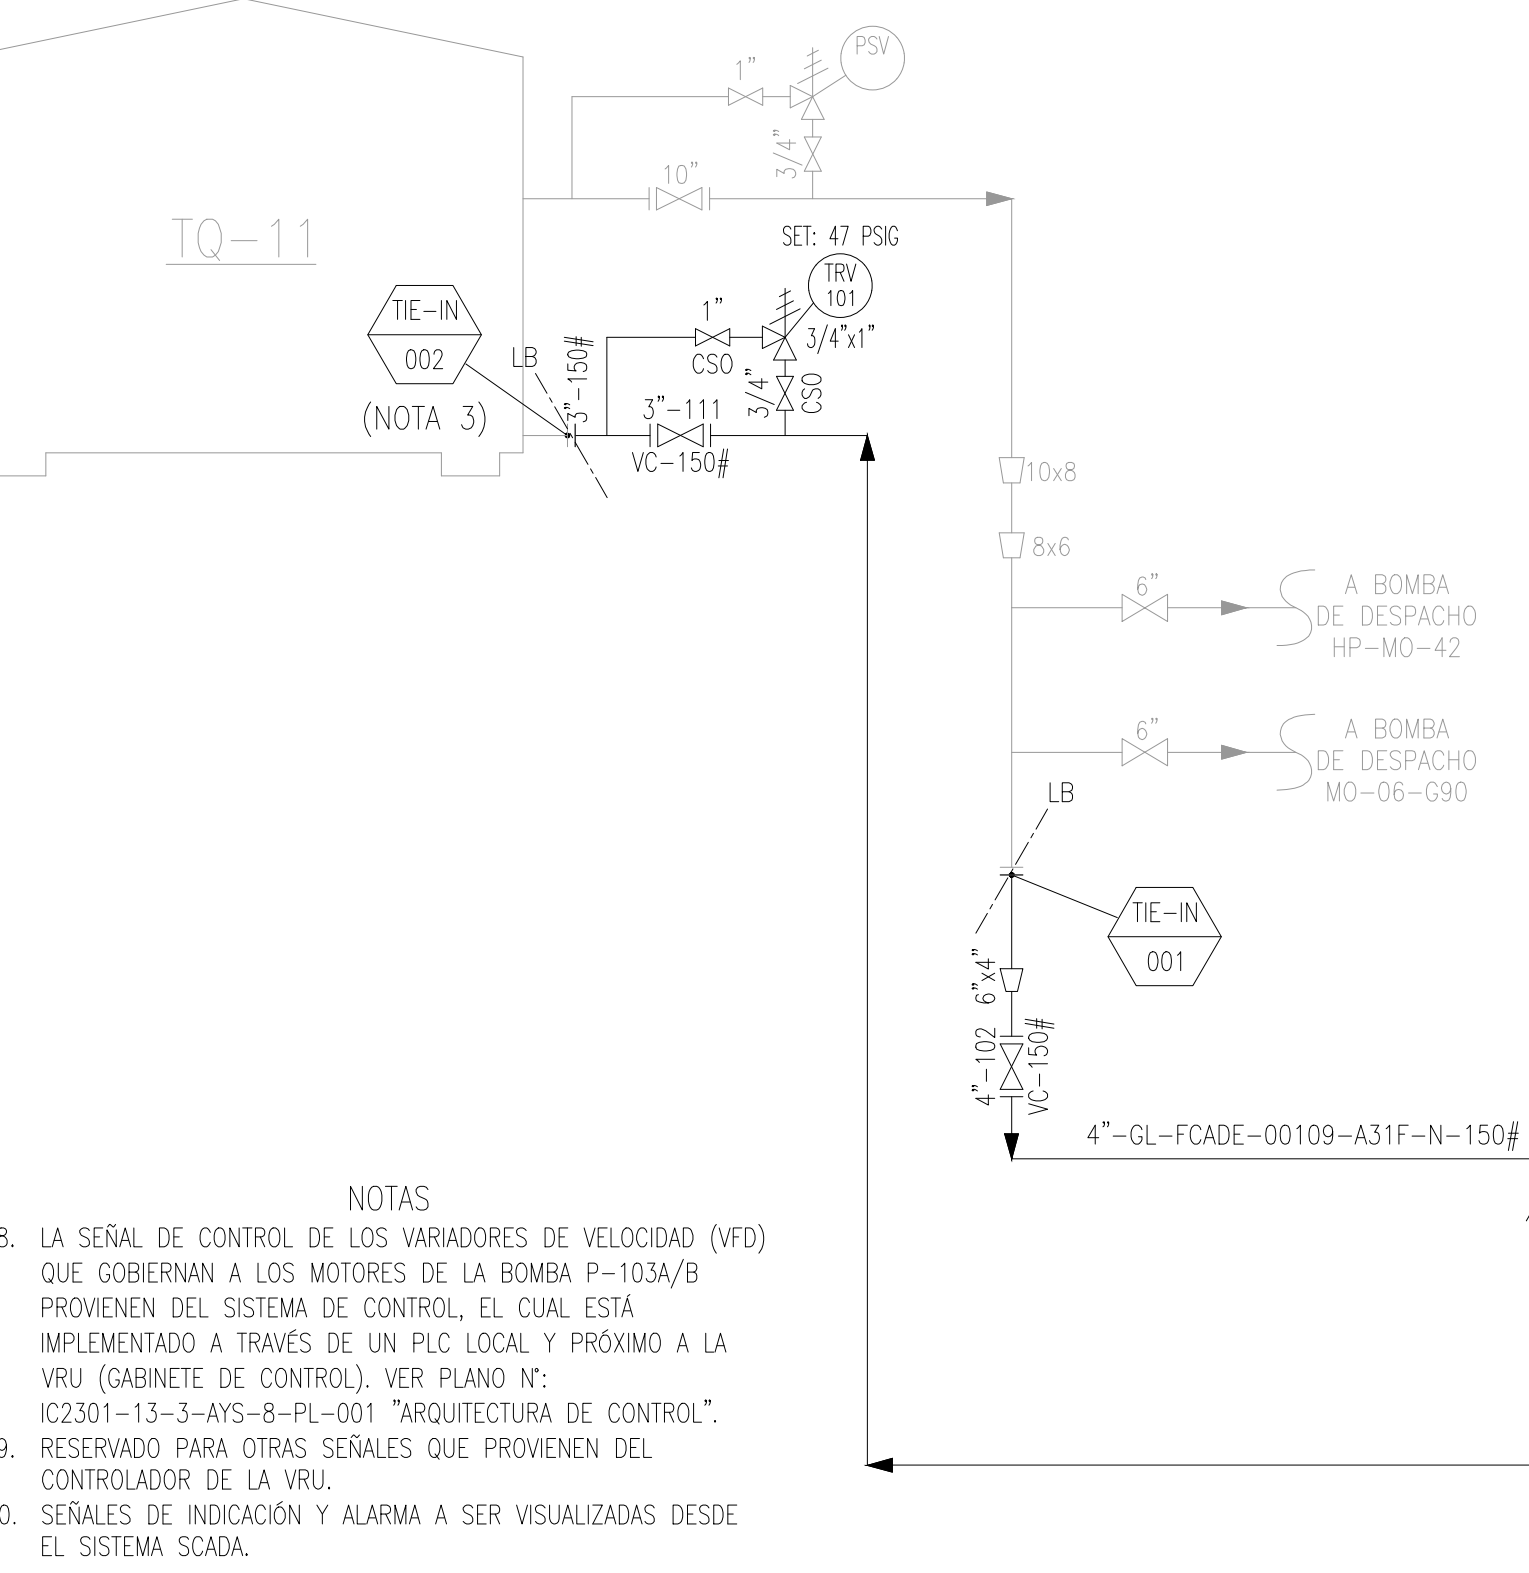 PSV
1”
3/4”
10”
TQ-11
SET: 47 PSIG
TRV
101
3/4”x1”
1”
CSO
3/4”
CSO
TIE-IN
002
(NOTA 3)
LB
3”-150#
3”-111
VC-150#
10x8
8x6
6”
A BOMBA
DE DESPACHO
HP-MO-42
6”
A BOMBA
DE DESPACHO
MO-06-G90
LB
TIE-IN
001
6”x4”
4”-102
VC-150#
4”-GL-FCADE-00109-A31F-N-150#
NOTAS
8. LA SEÑAL DE CONTROL DE LOS VARIADORES DE VELOCIDAD (VFD)
QUE GOBIERNAN A LOS MOTORES DE LA BOMBA P-103A/B
PROVIENEN DEL SISTEMA DE CONTROL, EL CUAL ESTÁ
IMPLEMENTADO A TRAVÉS DE UN PLC LOCAL Y PRÓXIMO A LA
VRU (GABINETE DE CONTROL). VER PLANO N°:
IC2301-13-3-AYS-8-PL-001 ”ARQUITECTURA DE CONTROL”.
9. RESERVADO PARA OTRAS SEÑALES QUE PROVIENEN DEL
CONTROLADOR DE LA VRU.
0. SEÑALES DE INDICACIÓN Y ALARMA A SER VISUALIZADAS DESDE
EL SISTEMA SCADA.